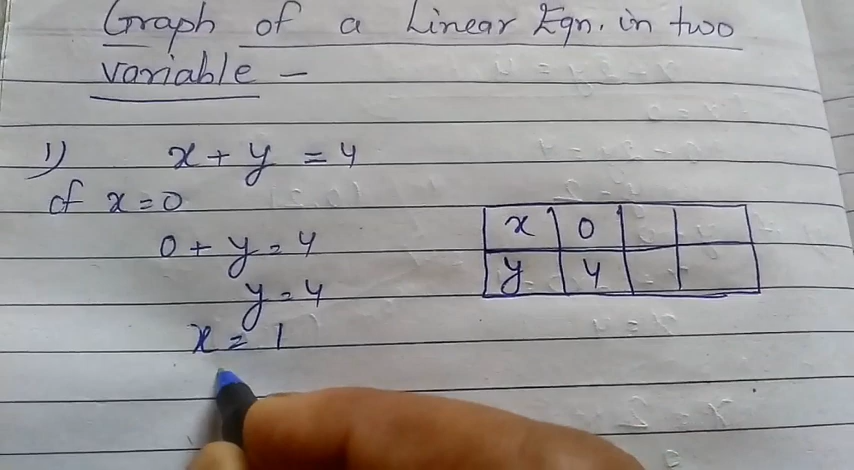 Graph of a Linear Eqn. in two
variable –
1) x + y = 4
If x = 0
0 + y = 4
y = 4
x = 1
x 0
y 4